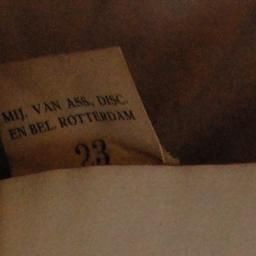 MIJ. VAN ASS., DISC.
EN BEL. ROTTERDAM
23